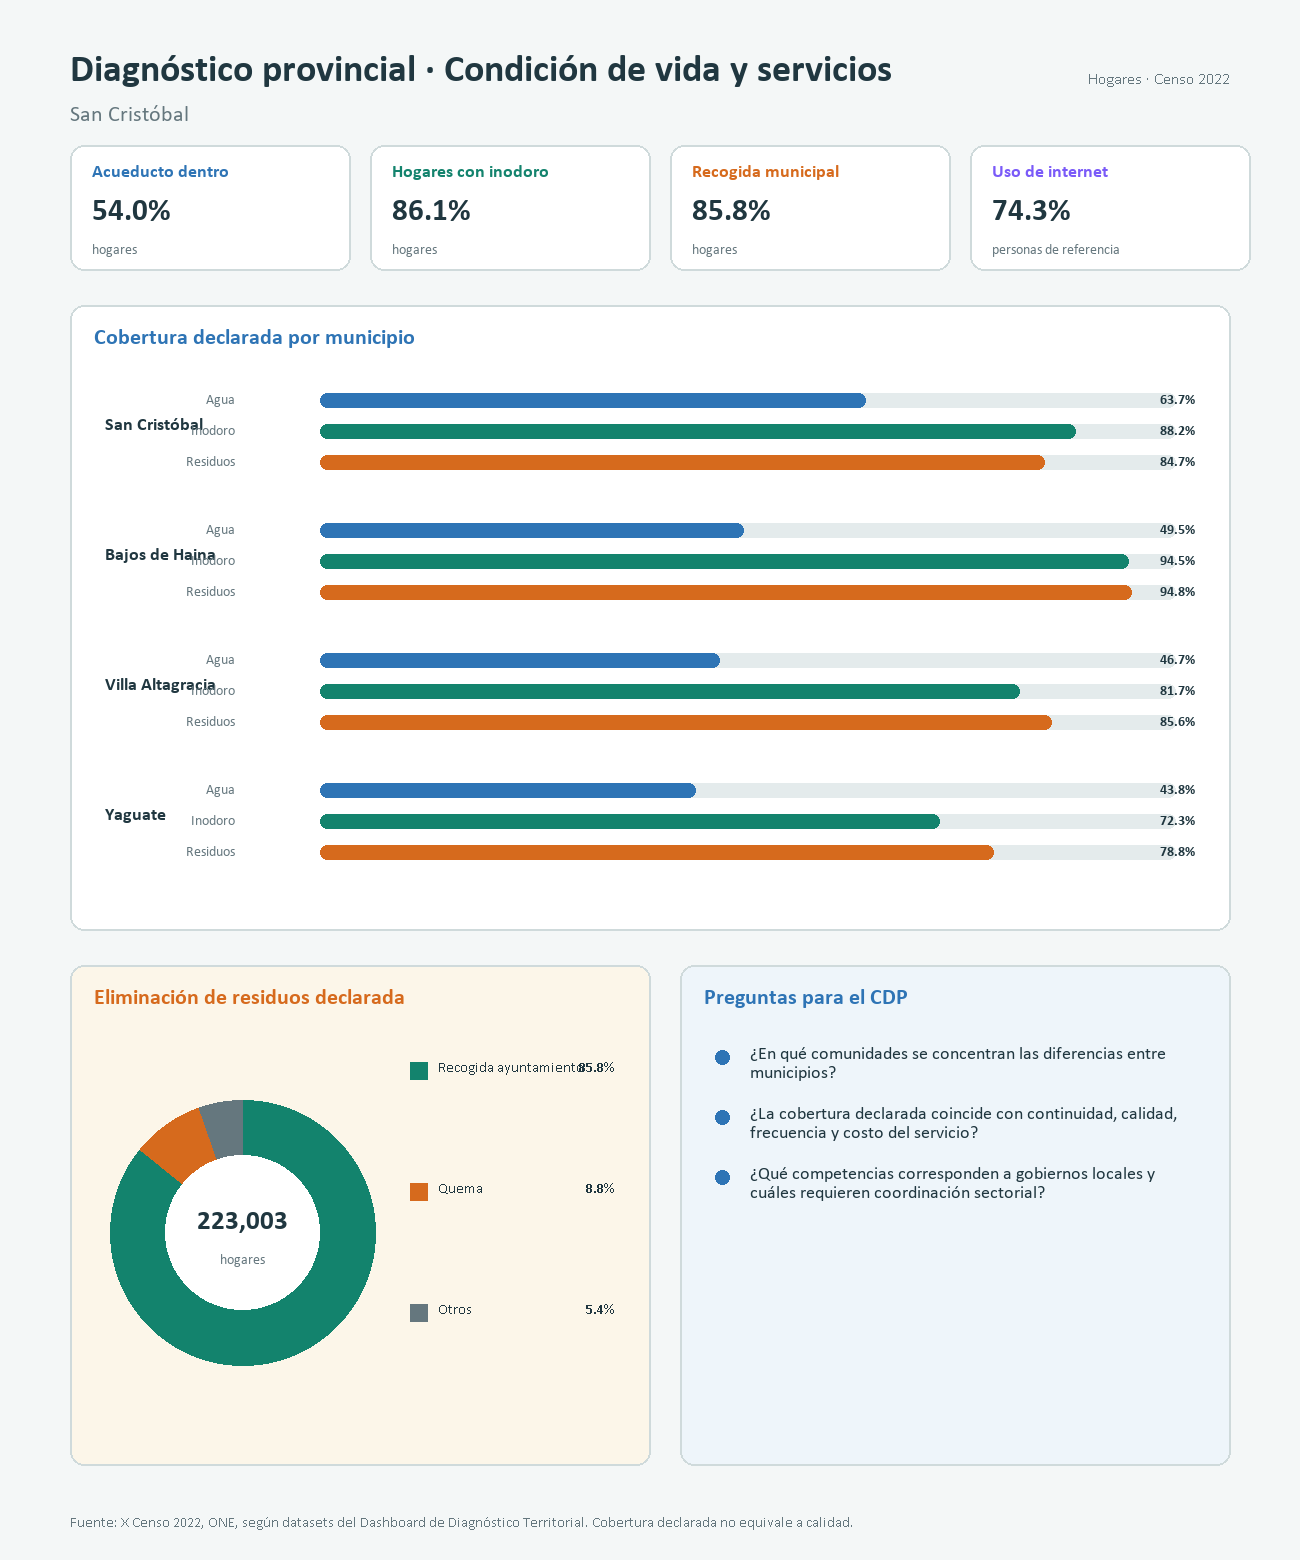 Diagnóstico provincial · Condición de vida y servicios
Hogares · Censo 2022
San Cristóbal
Acueducto dentro
54.0%
hogares
Hogares con inodoro
86.1%
hogares
Recogida municipal
85.8%
hogares
Uso de internet
74.3%
personas de referencia
Cobertura declarada por municipio
San Cristóbal
Agua 63.7%
Inodoro 88.2%
Residuos 84.7%
Bajos de Haina
Agua 49.5%
Inodoro 94.5%
Residuos 94.8%
Villa Altagracia
Agua 46.7%
Inodoro 81.7%
Residuos 85.6%
Yaguate
Agua 43.8%
Inodoro 72.3%
Residuos 78.8%
Eliminación de residuos declarada
Recogida ayuntamiento 85.8%
Quema 8.8%
Otros 5.4%
223,003
hogares
Preguntas para el CDP
¿En qué comunidades se concentran las diferencias entre
municipios?
¿La cobertura declarada coincide con continuidad, calidad,
frecuencia y costo del servicio?
¿Qué competencias corresponden a gobiernos locales y
cuáles requieren coordinación sectorial?
Fuente: X Censo 2022, ONE, según datasets del Dashboard de Diagnóstico Territorial. Cobertura declarada no equivale a calidad.